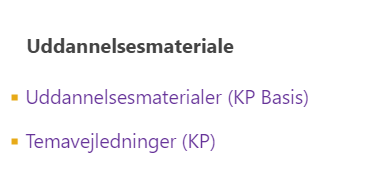 Uddannelsesmateriale
Uddannelsesmaterialer (KP Basis)
Temavejledninger (KP)